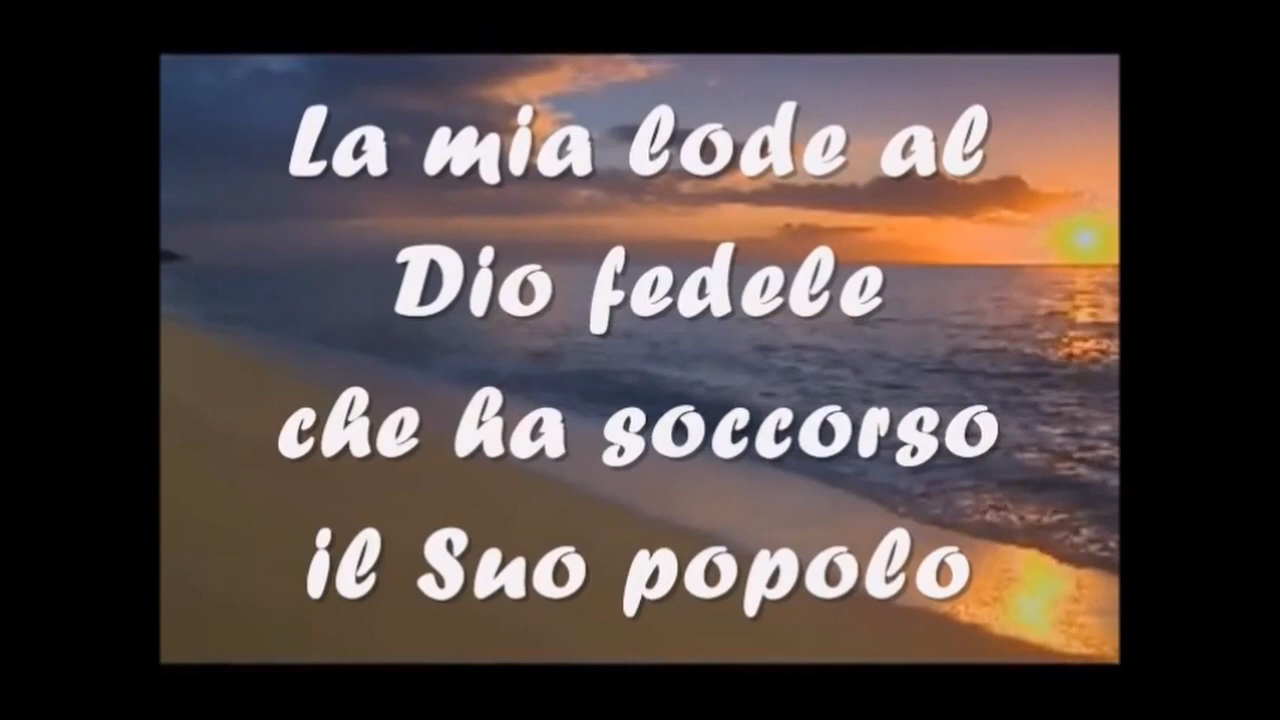 La mia lode al
Dio fedele
che ha soccorso
il Suo popolo